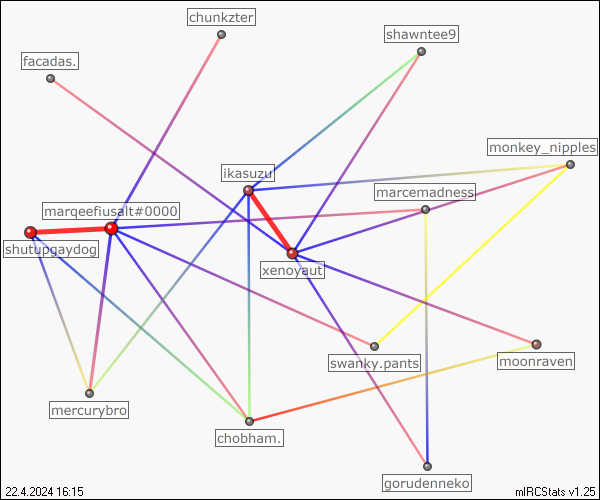 chunkzter
shawntee9
facadas.
monkey_nipples
ikasuzu
marcemadness
marqeefiusalt#0000
shutupgaydog
xenoyaut
swanky.pants
moonraven
mercurybro
chobham.
gorudenneko
22.4.2024 16:15
mIRCStats v1.25